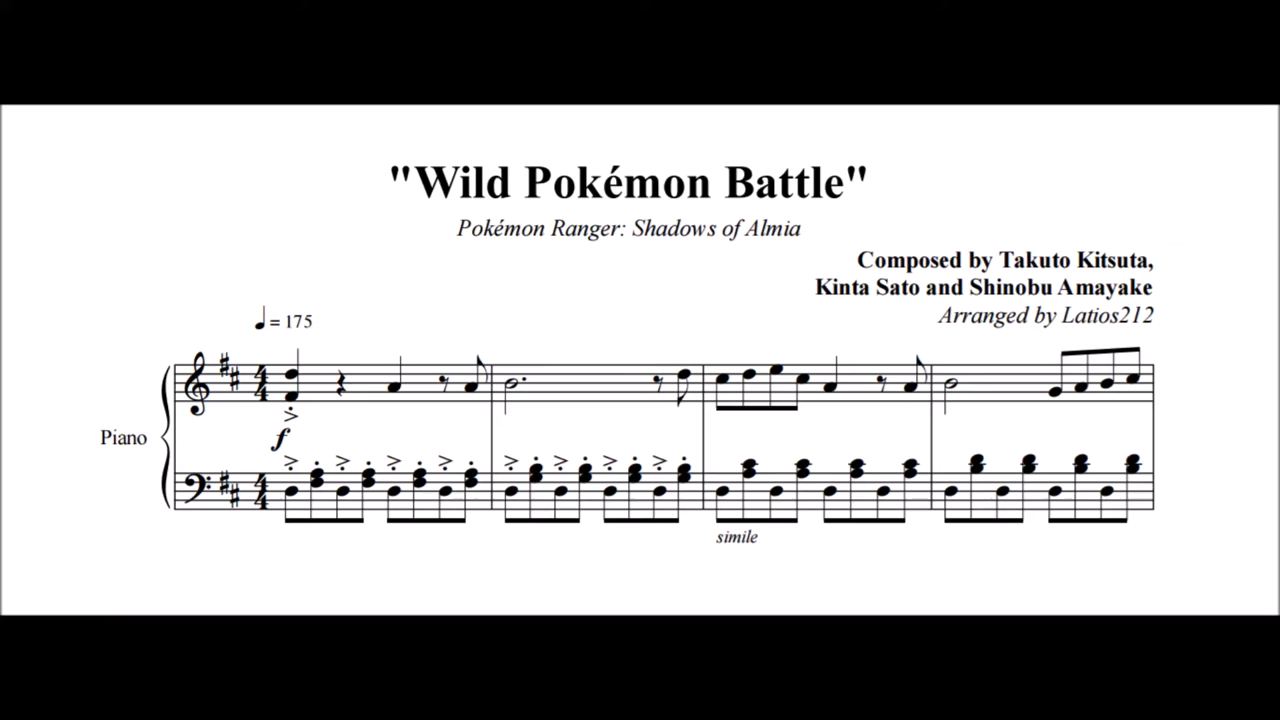 "Wild Pokémon Battle"
Pokémon Ranger: Shadows of Almia
Composed by Takuto Kitsuta,
Kinta Sato and Shinobu Amayake
Arranged by Latios212
♩ = 175
Piano
f
simile